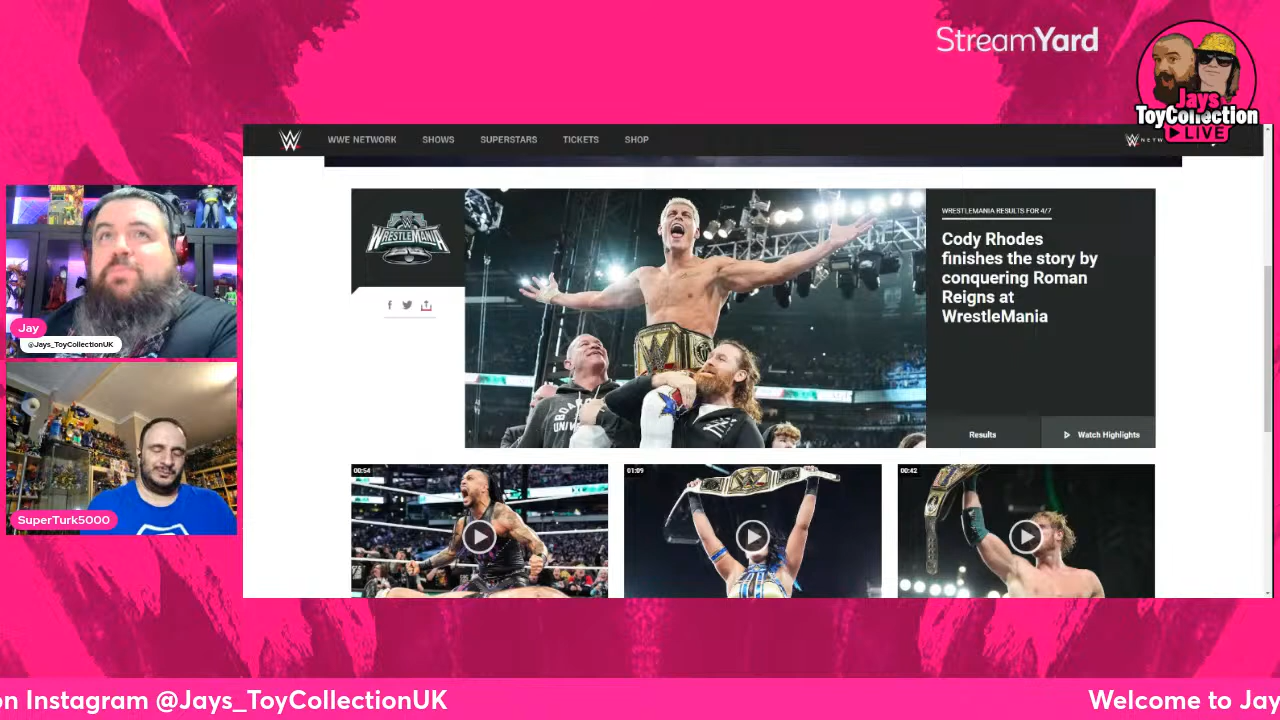 StreamYard
Jays
ToyCollection
LIVE
WWE NETWORK
SHOWS
SUPERSTARS
TICKETS
SHOP
WRESTLEMANIA
WRESTLEMANIA RESULTS FOR 4/7
Cody Rhodes
finishes the story by
conquering Roman
Reigns at
WrestleMania
Results
Watch Highlights
Jay
@Jays_ToyCollectionUK
SuperTurk5000
00:54
01:09
00:42
on Instagram @Jays_ToyCollectionUK
Welcome to Jay